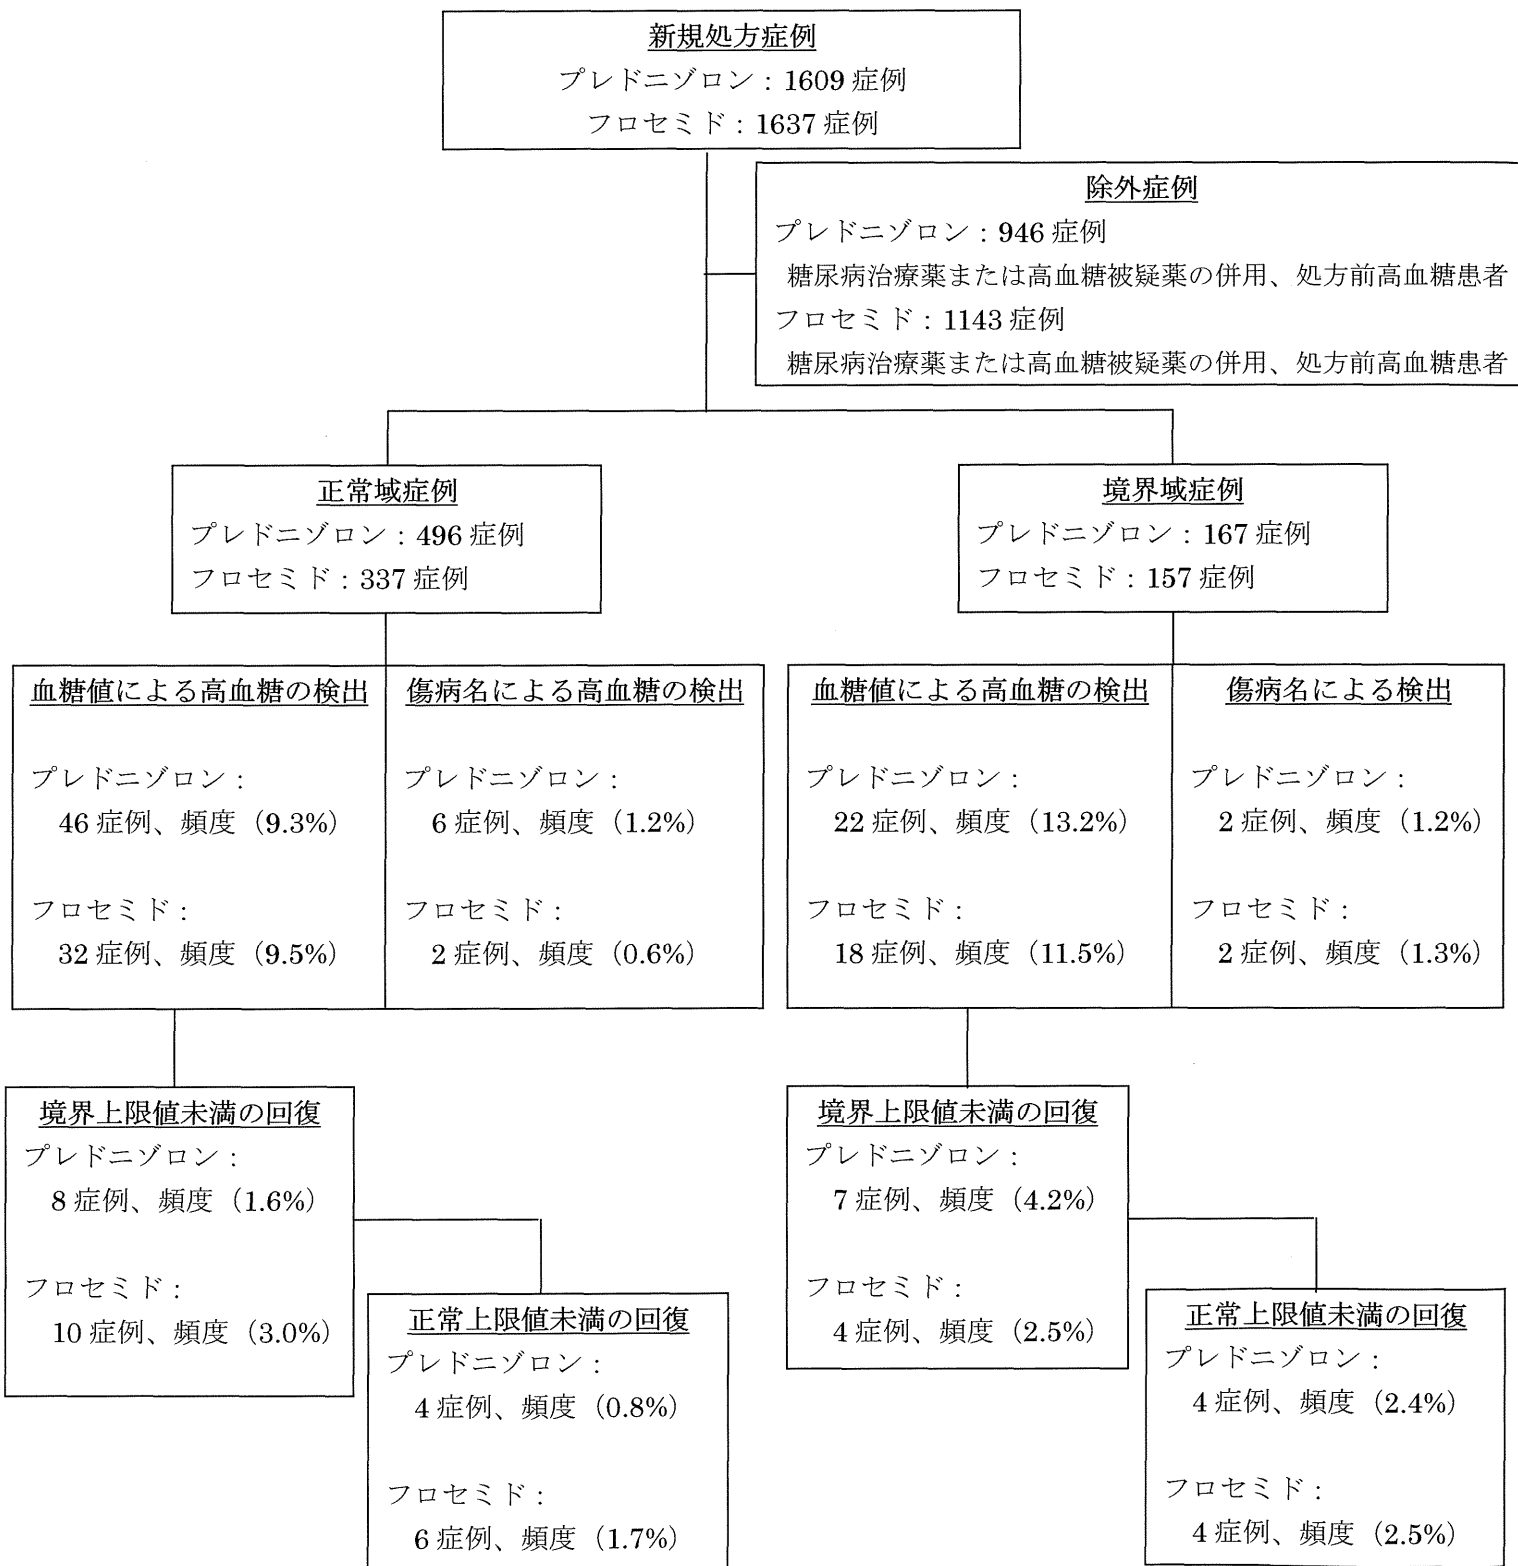 新規処方症例
プレドニゾロン：1609 症例
フロセミド：1637 症例
除外症例
プレドニゾロン：946 症例
糖尿病治療薬または高血糖被疑薬の併用、処方前高血糖患者
フロセミド：1143 症例
糖尿病治療薬または高血糖被疑薬の併用、処方前高血糖患者
正常域症例
プレドニゾロン：496 症例
フロセミド：337 症例
境界域症例
プレドニゾロン：167 症例
フロセミド：157 症例
血糖値による高血糖の検出
プレドニゾロン：
46 症例、頻度（9.3%）
フロセミド：
32 症例、頻度（9.5%）
傷病名による高血糖の検出
プレドニゾロン：
6 症例、頻度（1.2%）
フロセミド：
2 症例、頻度（0.6%）
血糖値による高血糖の検出
プレドニゾロン：
22 症例、頻度（13.2%）
フロセミド：
18 症例、頻度（11.5%）
傷病名による検出
プレドニゾロン：
2 症例、頻度（1.2%）
フロセミド：
2 症例、頻度（1.3%）
境界上限値未満の回復
プレドニゾロン：
8 症例、頻度（1.6%）
フロセミド：
10 症例、頻度（3.0%）
正常上限値未満の回復
プレドニゾロン：
4 症例、頻度（0.8%）
フロセミド：
6 症例、頻度（1.7%）
境界上限値未満の回復
プレドニゾロン：
7 症例、頻度（4.2%）
フロセミド：
4 症例、頻度（2.5%）
正常上限値未満の回復
プレドニゾロン：
4 症例、頻度（2.4%）
フロセミド：
4 症例、頻度（2.5%）